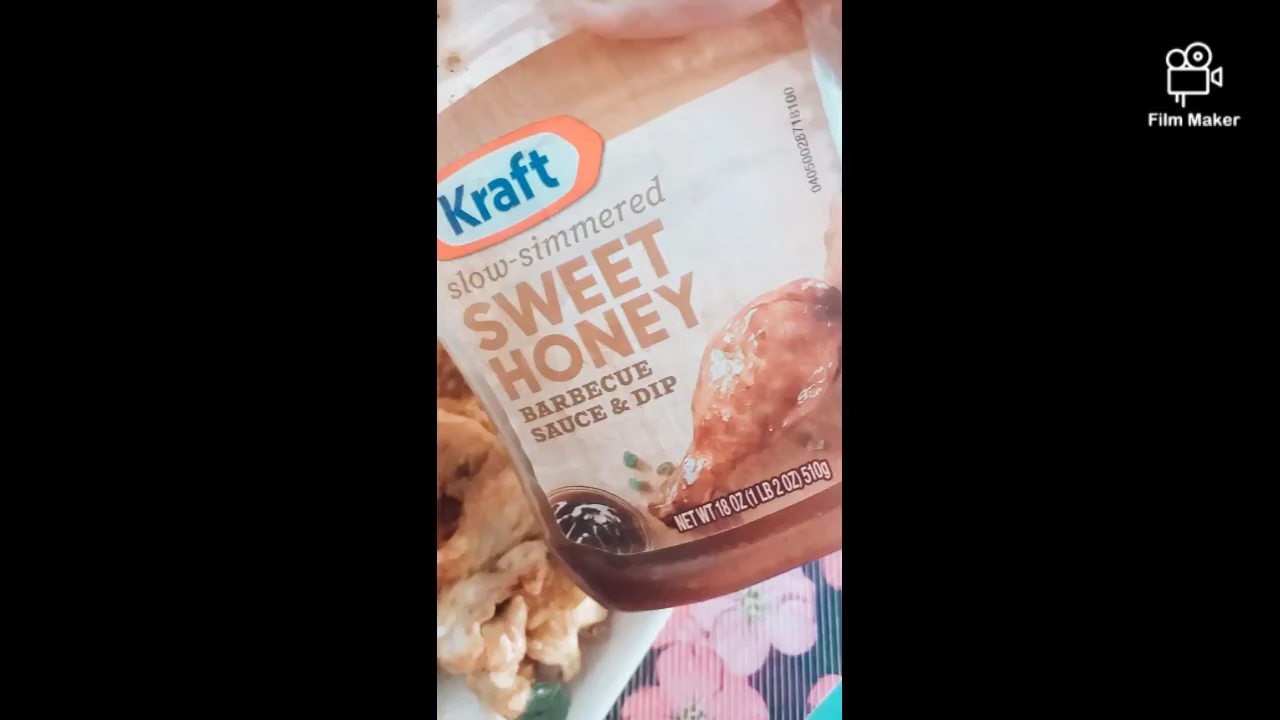 Kraft
slow-simmered
SWEET
HONEY
BARBECUE
SAUCE & DIP
NET WT 18 OZ (1 LB 2 OZ) 510g
Film Maker